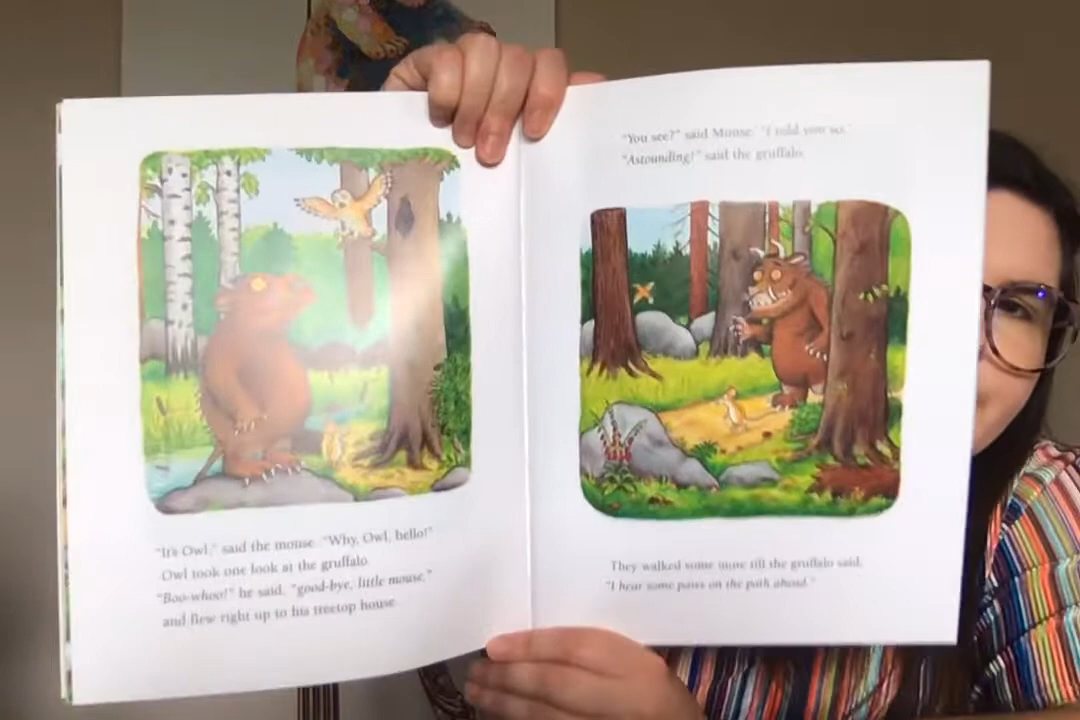 "It's Owl," said the mouse. "Why, Owl, hello!"
Owl took one look at the gruffalo.
"Boo-whoo!" he said, "good-bye, little mouse,"
and flew right up to his treetop house.
"You see?" said Mouse. "I told you so."
"Astounding!" said the gruffalo.
They walked some more till the gruffalo said,
"I hear some paws on the path ahead."